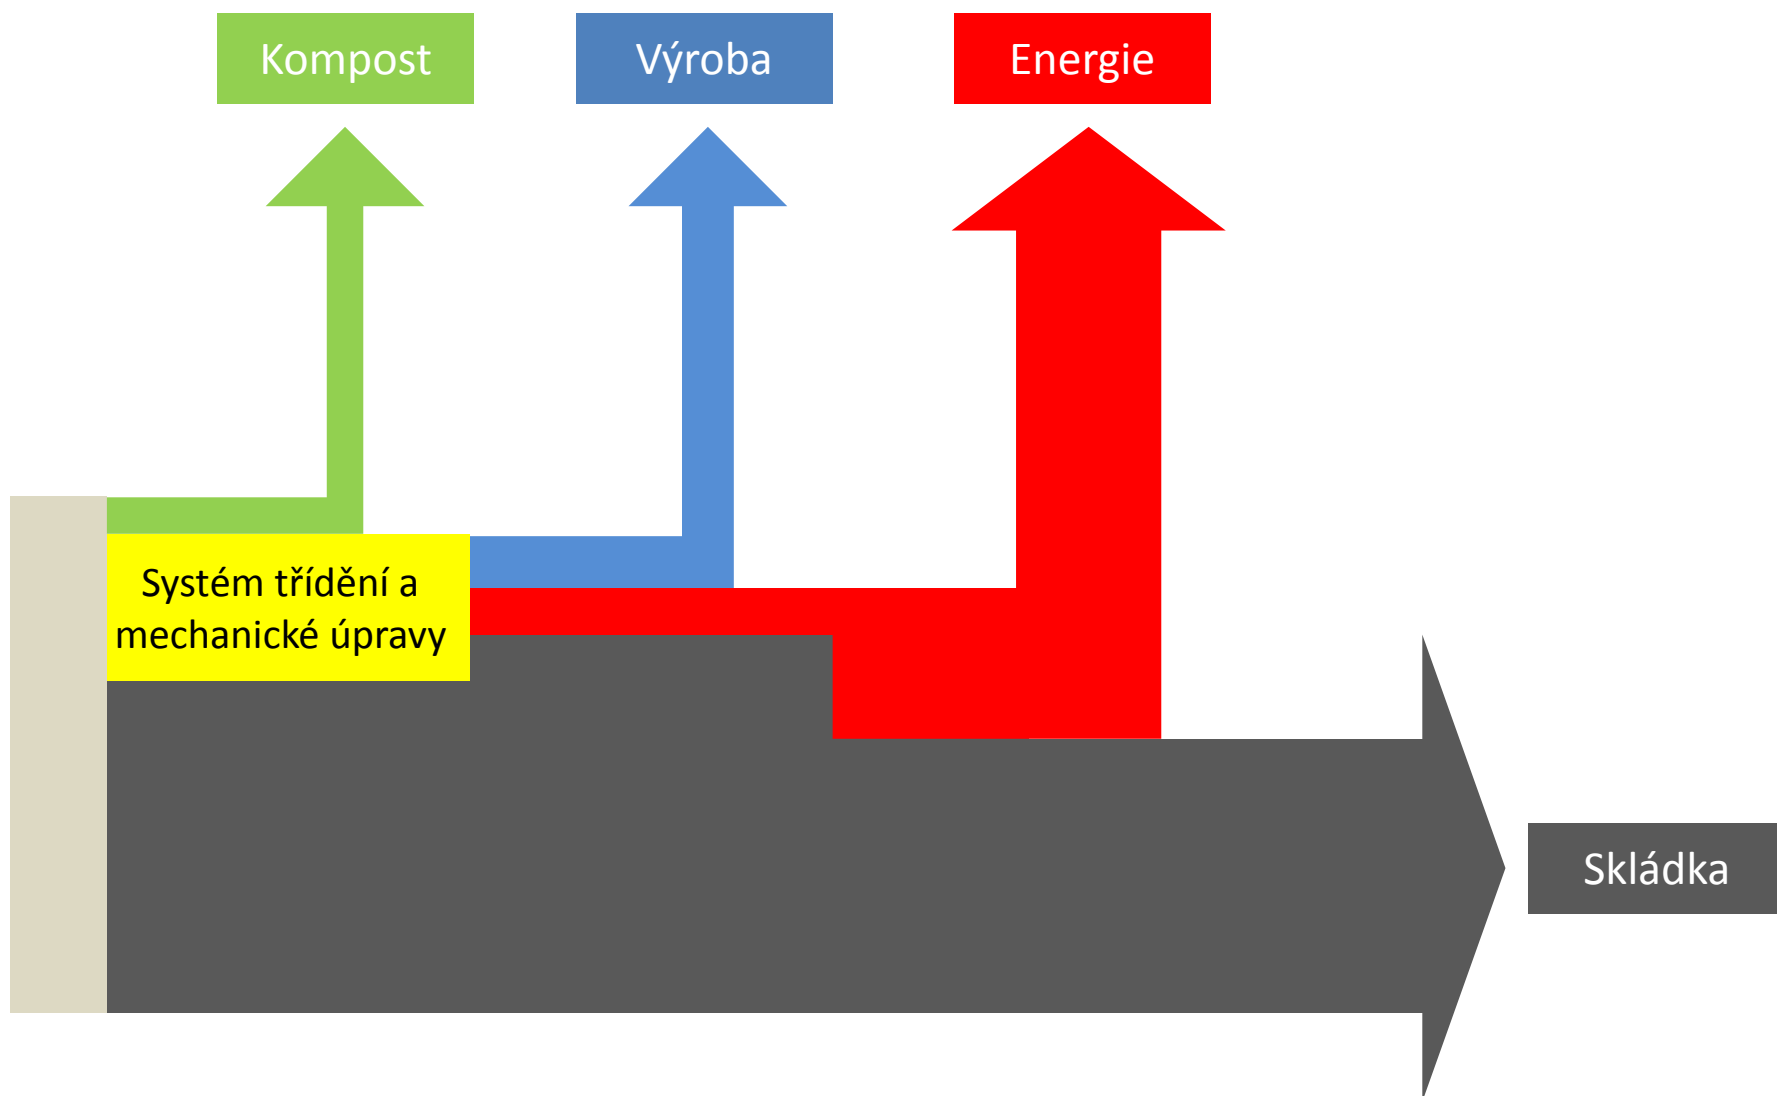 Kompost
Výroba
Energie
Systém třídění a
mechanické úpravy
Skládka